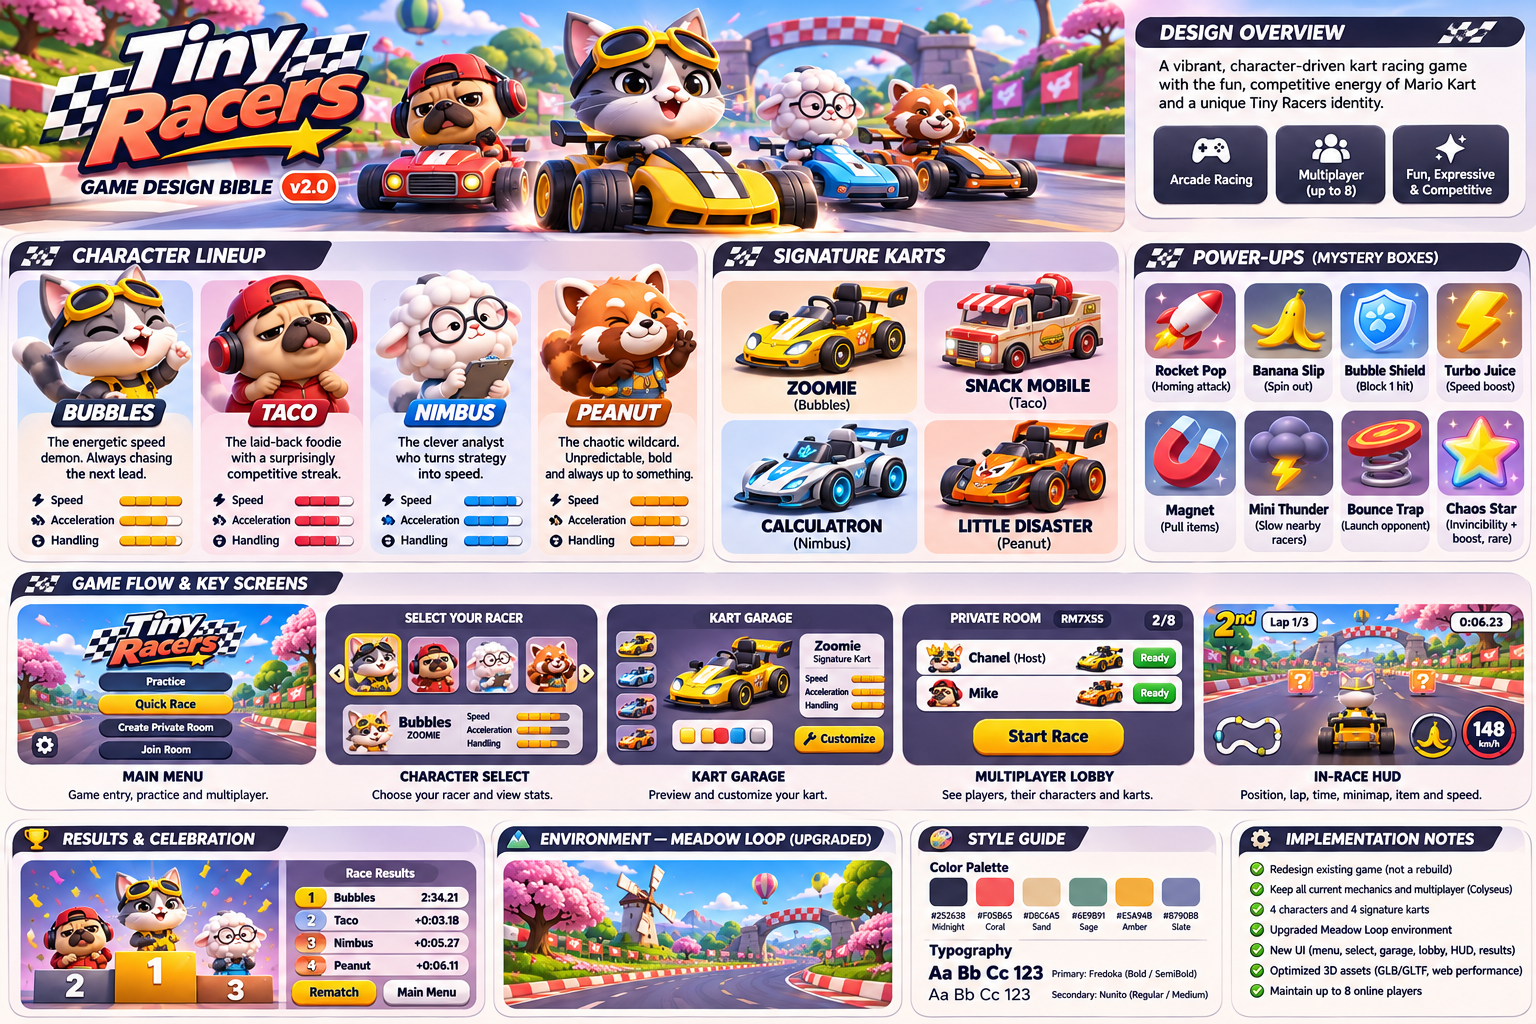 Tiny
Racers
GAME DESIGN BIBLE v2.0
DESIGN OVERVIEW
A vibrant, character-driven kart racing game
with the fun, competitive energy of Mario Kart
and a unique Tiny Racers identity.
Arcade Racing
Multiplayer
(up to 8)
Fun, Expressive
& Competitive
CHARACTER LINEUP
BUBBLES
The energetic speed
demon. Always chasing
the next lead.
Speed
Acceleration
Handling
TACO
The laid-back foodie
with a surprisingly
competitive streak.
Speed
Acceleration
Handling
NIMBUS
The clever analyst
who turns strategy
into speed.
Speed
Acceleration
Handling
PEANUT
The chaotic wildcard.
Unpredictable, bold
and always up to something.
Speed
Acceleration
Handling
SIGNATURE KARTS
ZOOMIE
(Bubbles)
SNACK MOBILE
(Taco)
CALCULATRON
(Nimbus)
LITTLE DISASTER
(Peanut)
POWER-UPS (MYSTERY BOXES)
Rocket Pop
(Homing attack)
Banana Slip
(Spin out)
Bubble Shield
(Block 1 hit)
Turbo Juice
(Speed boost)
Magnet
(Pull items)
Mini Thunder
(Slow nearby
racers)
Bounce Trap
(Launch opponent)
Chaos Star
(Invincibility +
boost, rare)
GAME FLOW & KEY SCREENS
Tiny
Racers
Practice
Quick Race
Create Private Room
Join Room
MAIN MENU
Game entry, practice and multiplayer.
SELECT YOUR RACER
Bubbles
ZOOMIE
Speed
Acceleration
Handling
CHARACTER SELECT
Choose your racer and view stats.
KART GARAGE
Zoomie
Signature Kart
Speed
Acceleration
Handling
Customize
KART GARAGE
Preview and customize your kart.
PRIVATE ROOM RM7XSS 2/8
Chanel (Host) Ready
Mike Ready
Start Race
MULTIPLAYER LOBBY
See players, their characters and karts.
2nd Lap 1/3 0:06.23
? ?
148
km/h
IN-RACE HUD
Position, lap, time, minimap, item and speed.
RESULTS & CELEBRATION
1
2
3
Race Results
1 Bubbles 2:34.21
2 Taco +0:03.18
3 Nimbus +0:05.27
4 Peanut +0:06.11
Rematch Main Menu
ENVIRONMENT — MEADOW LOOP (UPGRADED)
STYLE GUIDE
Color Palette
#252638
Midnight
#F05B65
Coral
#D8C6A5
Sand
#6E9B91
Sage
#E5A94B
Amber
#8790B8
Slate
Typography
Aa Bb Cc 123 Primary: Fredoka (Bold / SemiBold)
Aa Bb Cc 123 Secondary: Nunito (Regular / Medium)
IMPLEMENTATION NOTES
Redesign existing game (not a rebuild)
Keep all current mechanics and multiplayer (Colyseus)
4 characters and 4 signature karts
Upgraded Meadow Loop environment
New UI (menu, select, garage, lobby, HUD, results)
Optimized 3D assets (GLB/GLTF, web performance)
Maintain up to 8 online players